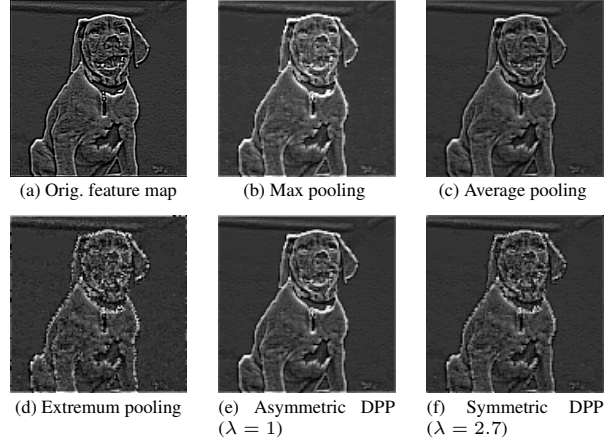 (a) Orig. feature map
(b) Max pooling
(c) Average pooling
(d) Extremum pooling
(e) Asymmetric DPP
(λ = 1)
(f) Symmetric DPP
(λ = 2.7)